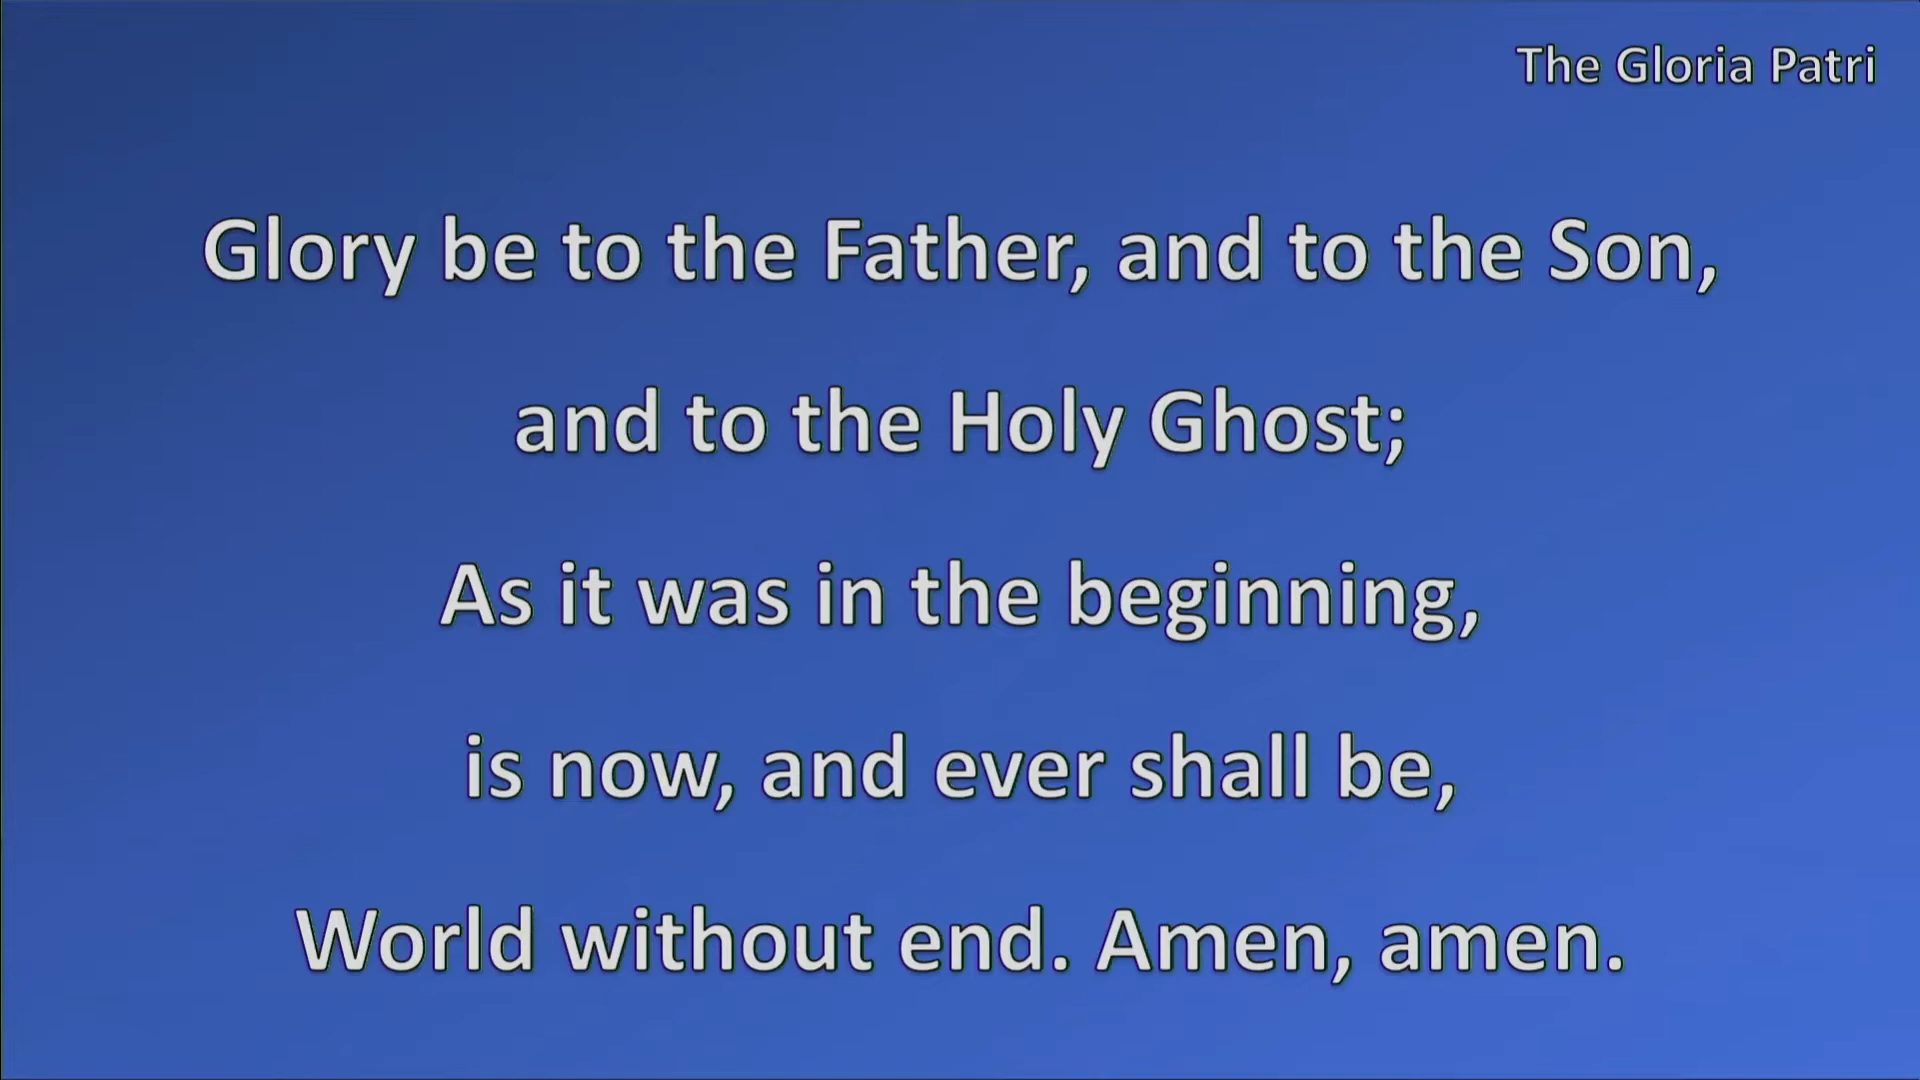 The Gloria Patri
Glory be to the Father, and to the Son,
and to the Holy Ghost;
As it was in the beginning,
is now, and ever shall be,
World without end. Amen, amen.